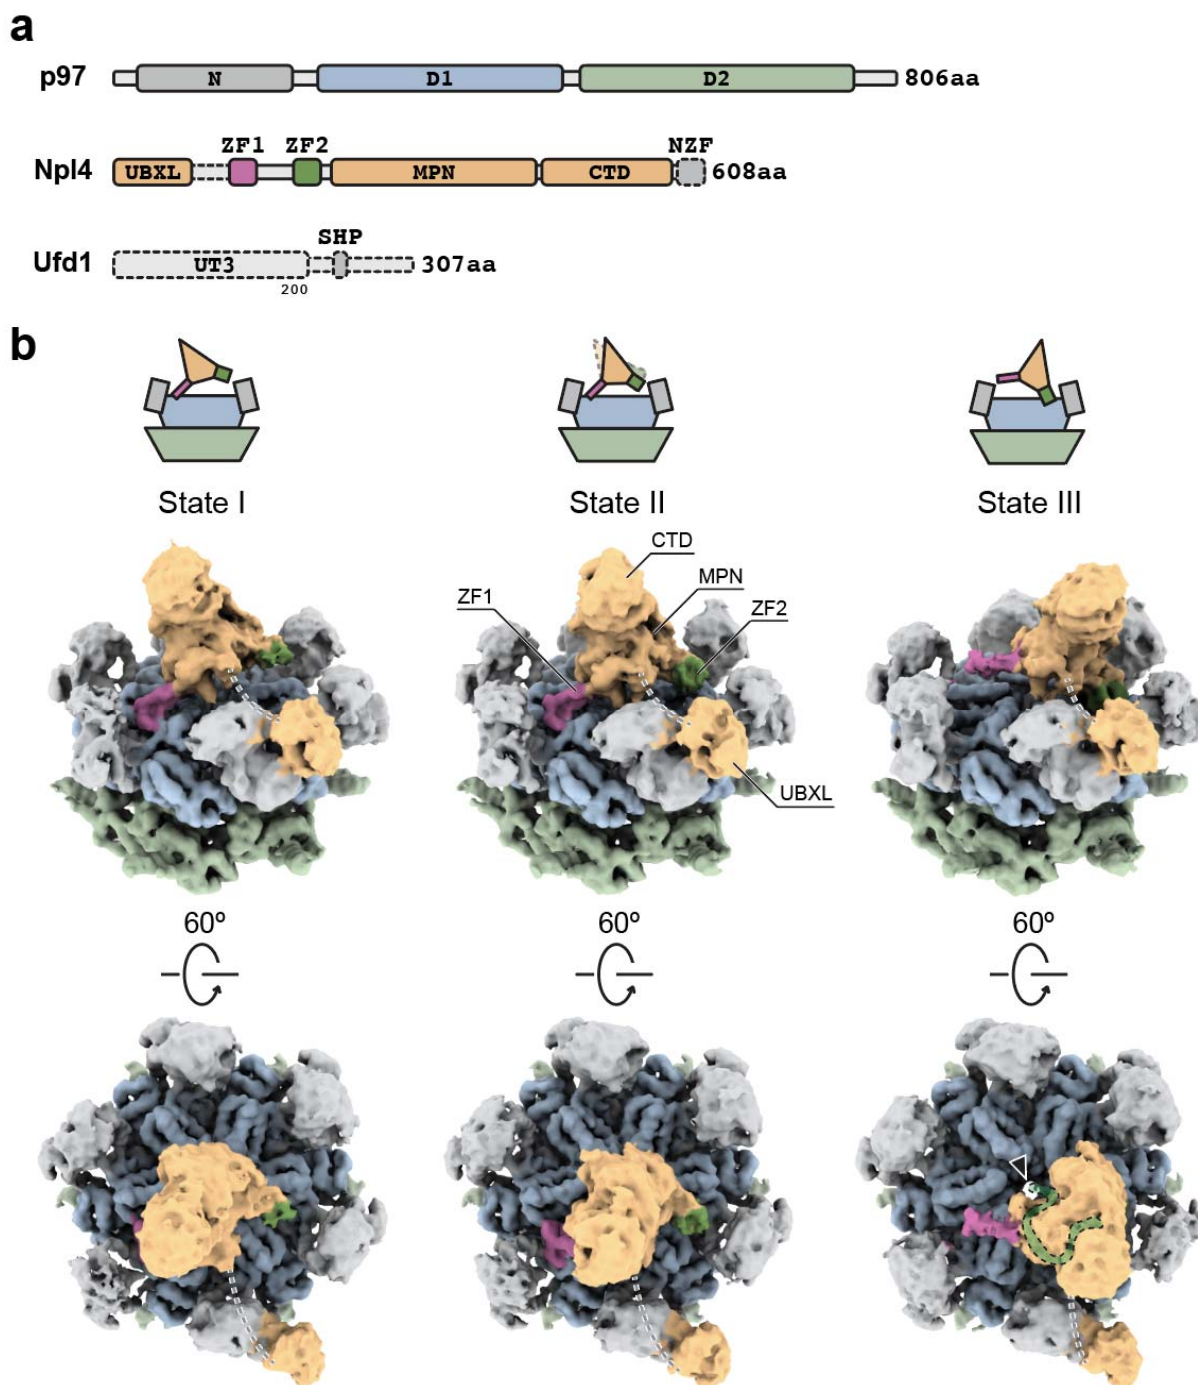 a
p97 N D1 D2 806aa
ZF1 ZF2 NZF
Npl4 UBXL MPN CTD 608aa
SHP
Ufd1 UT3 307aa
200
b
State I State II State III
CTD
MPN
ZF1
ZF2
UBXL
60º 60º 60º